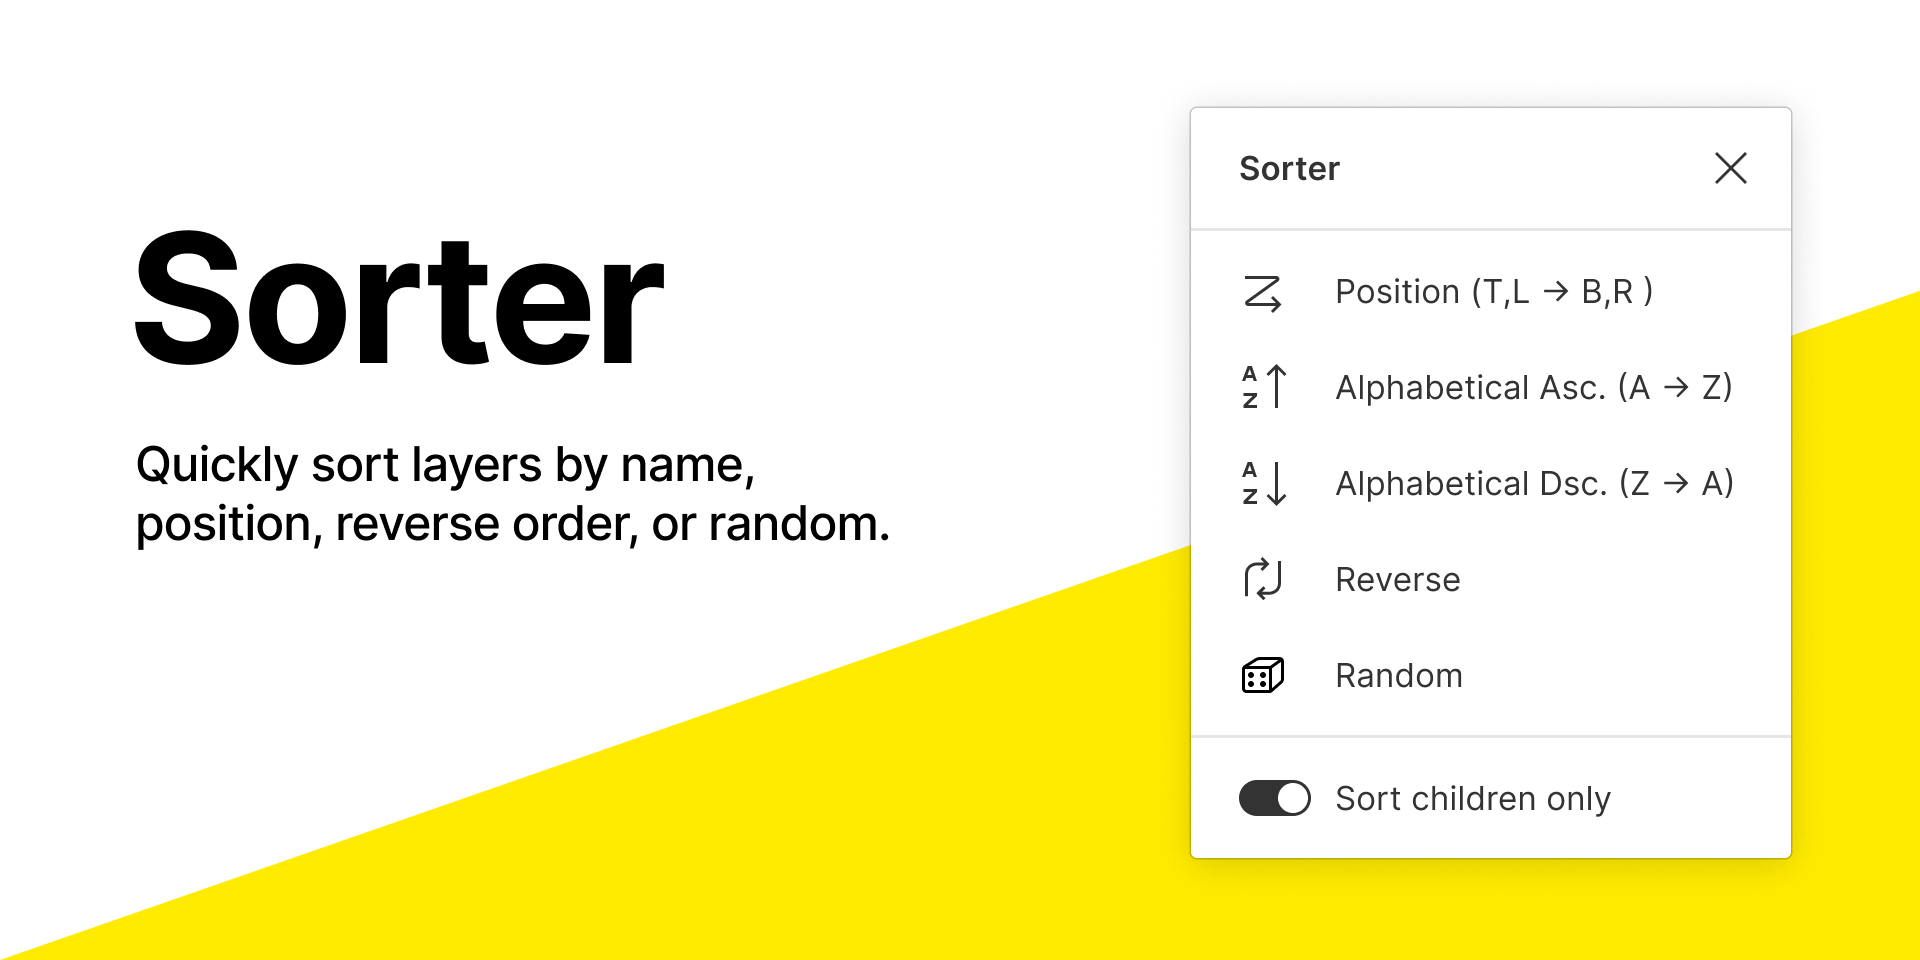 Sorter
Quickly sort layers by name,
position, reverse order, or random.
Sorter
Position (T,L → B,R )
A
Z
Alphabetical Asc. (A → Z)
A
Z
Alphabetical Dsc. (Z → A)
Reverse
Random
Sort children only